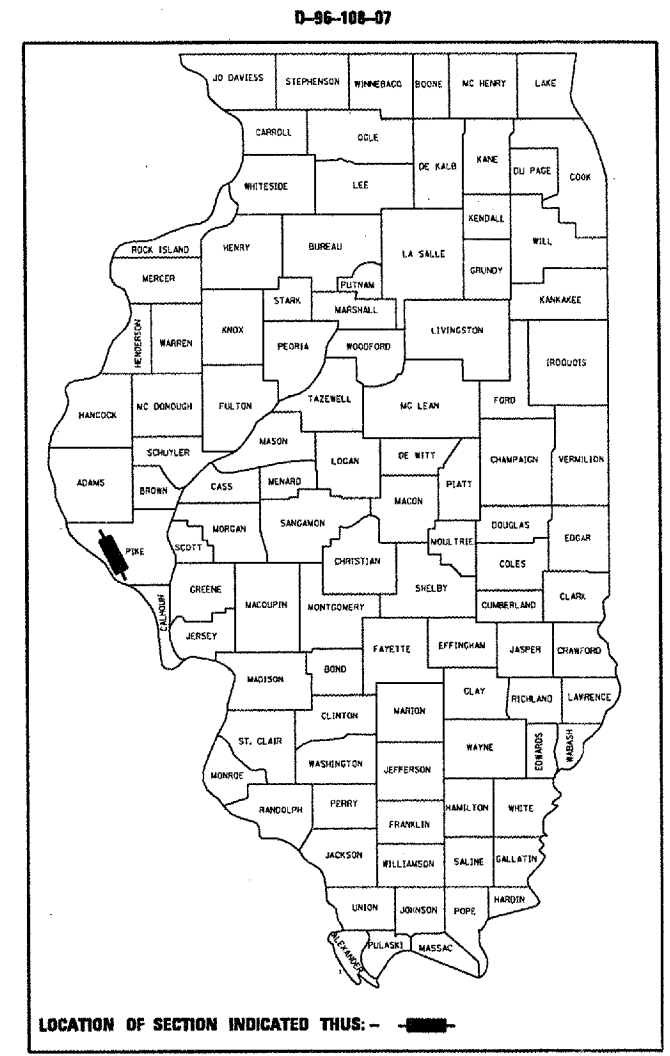 D-96-108-07
JO DAVIESS STEPHENSON WINNEBAGO BOONE MC HENRY LAKE
CARROLL OGLE
DE KALB KANE DU PAGE COOK
WHITESIDE LEE
KENDALL
ROCK ISLAND HENRY BUREAU LA SALLE WILL
MERCER GRUNDY
PUTNAM
STARK MARSHALL KANKAKEE
HENDERSON WARREN KNOX PEORIA WOODFORD LIVINGSTON
IROQUOIS
HANCOCK MC DONOUGH FULTON TAZEWELL MC LEAN FORD
MASON
SCHUYLER LOGAN DE WITT CHAMPAIGN VERMILION
ADAMS BROWN CASS MENARD PIATT
MACON
PIKE SCOTT MORGAN SANGAMON DOUGLAS EDGAR
MOULTRIE
CHRISTIAN COLES
CALHOUN GREENE MACOUPIN MONTGOMERY SHELBY CUMBERLAND CLARK
JERSEY FAYETTE EFFINGHAM JASPER CRAWFORD
MADISON BOND
CLAY RICHLAND LAWRENCE
CLINTON MARION
ST. CLAIR WAYNE EDWARDS WABASH
MONROE WASHINGTON JEFFERSON
RANDOLPH PERRY HAMILTON WHITE
FRANKLIN
JACKSON WILLIAMSON SALINE GALLATIN
UNION JOHNSON POPE HARDIN
ALEXANDER PULASKI MASSAC
LOCATION OF SECTION INDICATED THUS: -